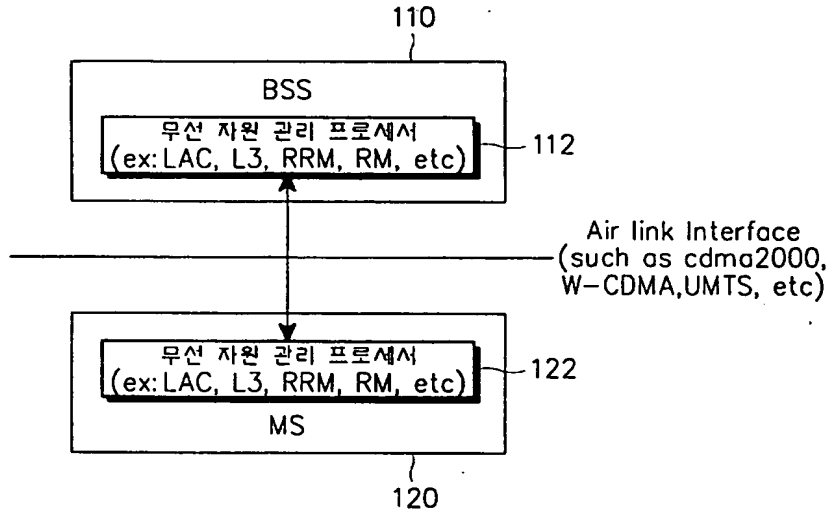 110
BSS
무선 자원 관리 프로세서
(ex: LAC, L3, RRM, RM, etc)
112
Air link Interface
(such as cdma2000,
W-CDMA,UMTS, etc)
무선 자원 관리 프로세서
(ex: LAC, L3, RRM, RM, etc)
122
MS
120